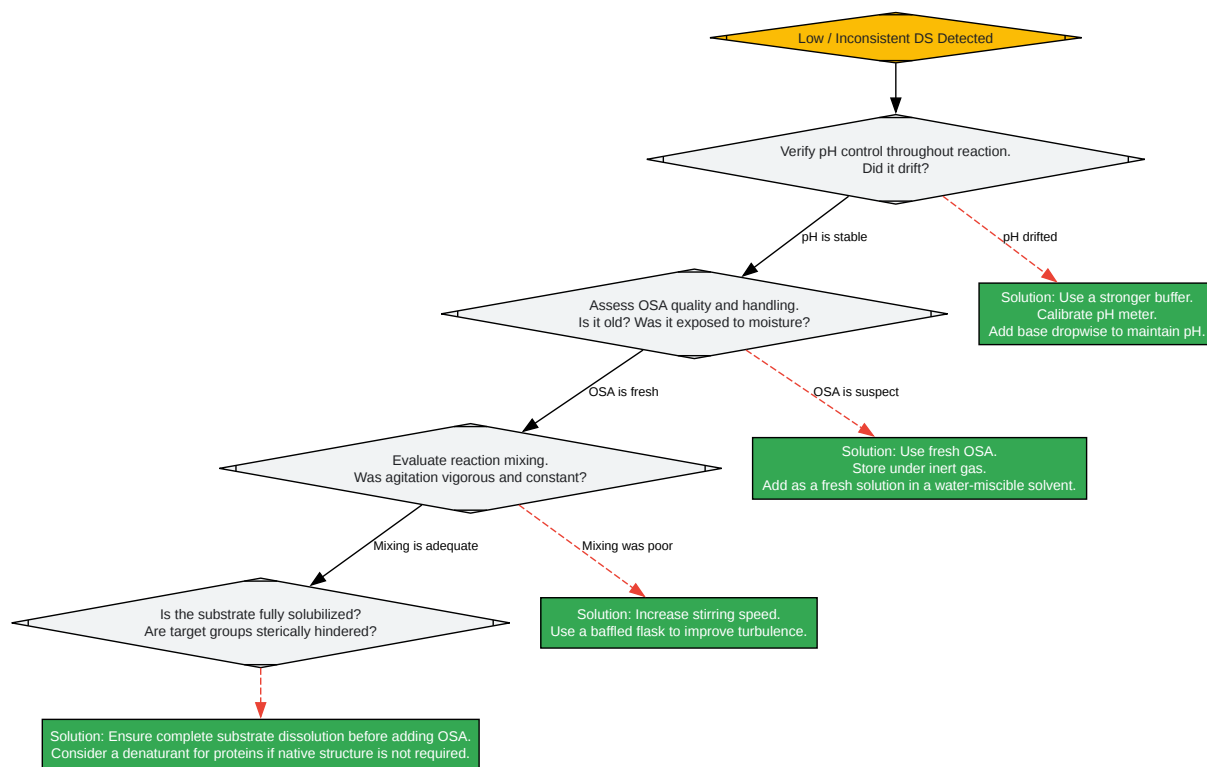 Low / Inconsistent DS Detected
Verify pH control throughout reaction.
Did it drift?
pH is stable
pH drifted
Assess OSA quality and handling.
Is it old? Was it exposed to moisture?
Solution: Use a stronger buffer.
Calibrate pH meter.
Add base dropwise to maintain pH.
OSA is fresh
OSA is suspect
Evaluate reaction mixing.
Was agitation vigorous and constant?
Solution: Use fresh OSA.
Store under inert gas.
Add as a fresh solution in a water-miscible solvent.
Mixing is adequate
Mixing was poor
Is the substrate fully solubilized?
Are target groups sterically hindered?
Solution: Increase stirring speed.
Use a baffled flask to improve turbulence.
Solution: Ensure complete substrate dissolution before adding OSA.
Consider a denaturant for proteins if native structure is not required.